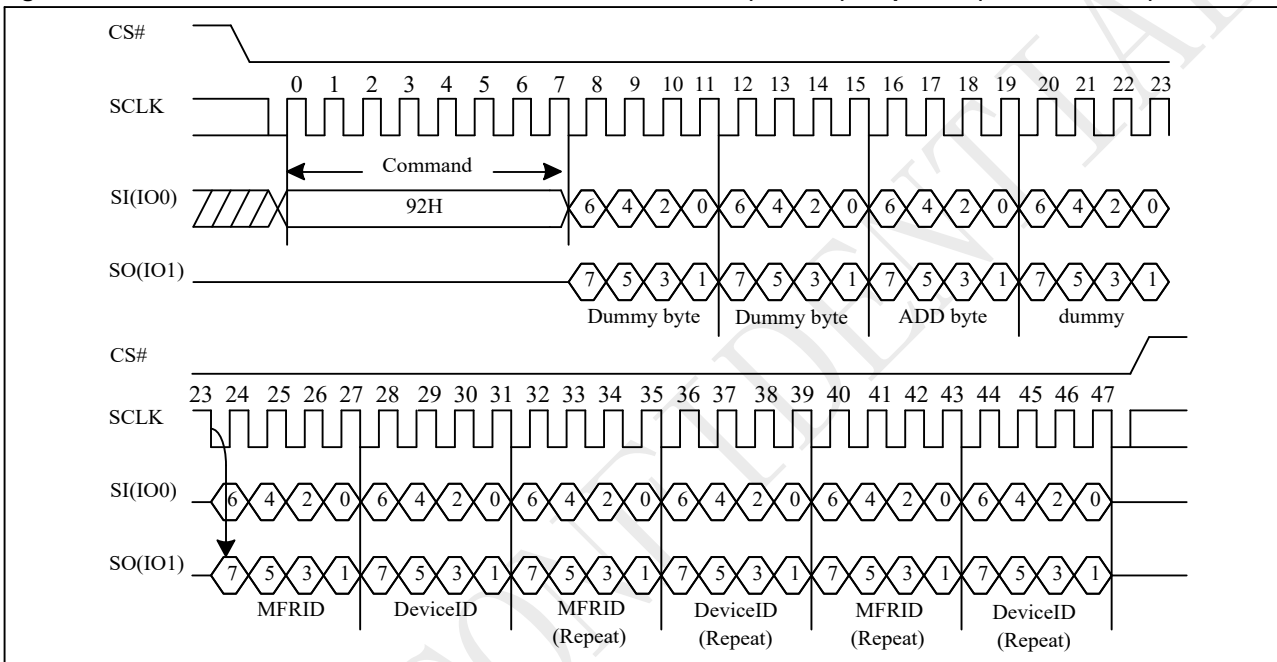 CS#
0 1 2 3 4 5 6 7 8 9 10 11 12 13 14 15 16 17 18 19 20 21 22 23
SCLK
Command
SI(IO0)
92H
6 4 2 0 6 4 2 0 6 4 2 0 6 4 2 0
SO(IO1)
7 5 3 1 7 5 3 1 7 5 3 1 7 5 3 1
Dummy byte Dummy byte ADD byte dummy
CS#
23 24 25 26 27 28 29 30 31 32 33 34 35 36 37 38 39 40 41 42 43 44 45 46 47
SCLK
SI(IO0)
6 4 2 0 6 4 2 0 6 4 2 0 6 4 2 0 6 4 2 0 6 4 2 0
SO(IO1)
7 5 3 1 7 5 3 1 7 5 3 1 7 5 3 1 7 5 3 1 7 5 3 1
MFRID DeviceID MFRID DeviceID MFRID DeviceID
(Repeat) (Repeat) (Repeat) (Repeat)